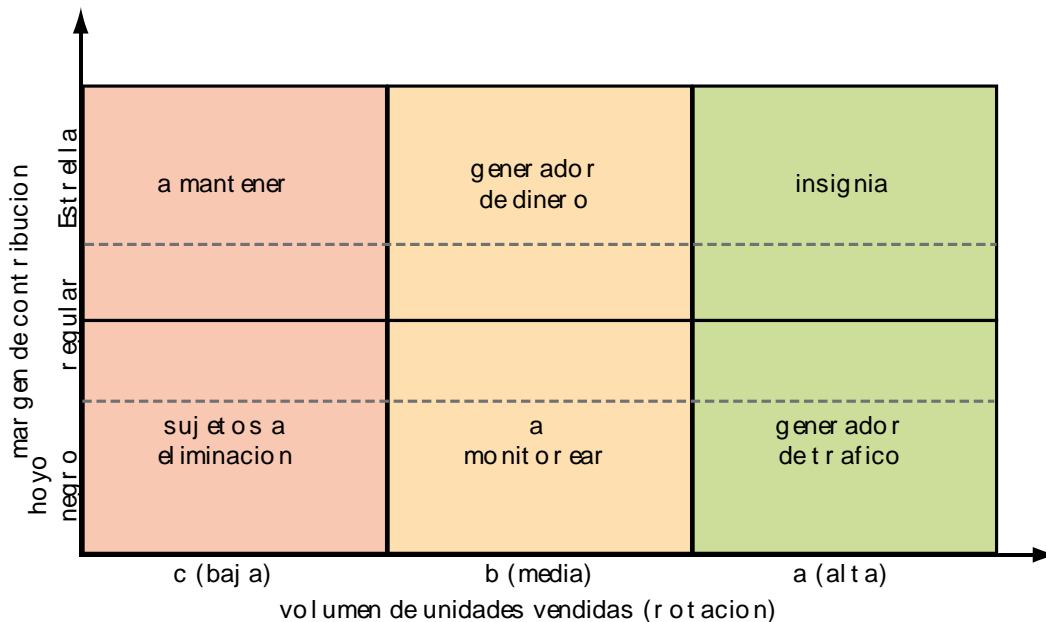 Estrella
regular
hoyo
negro
margen de contribucion
a mantener
generador
de dinero
insignia
sujetos a
eliminacion
a
monitorear
generador
de trafico
c (baja)
b (media)
a (alta)
volumen de unidades vendidas (rotacion)